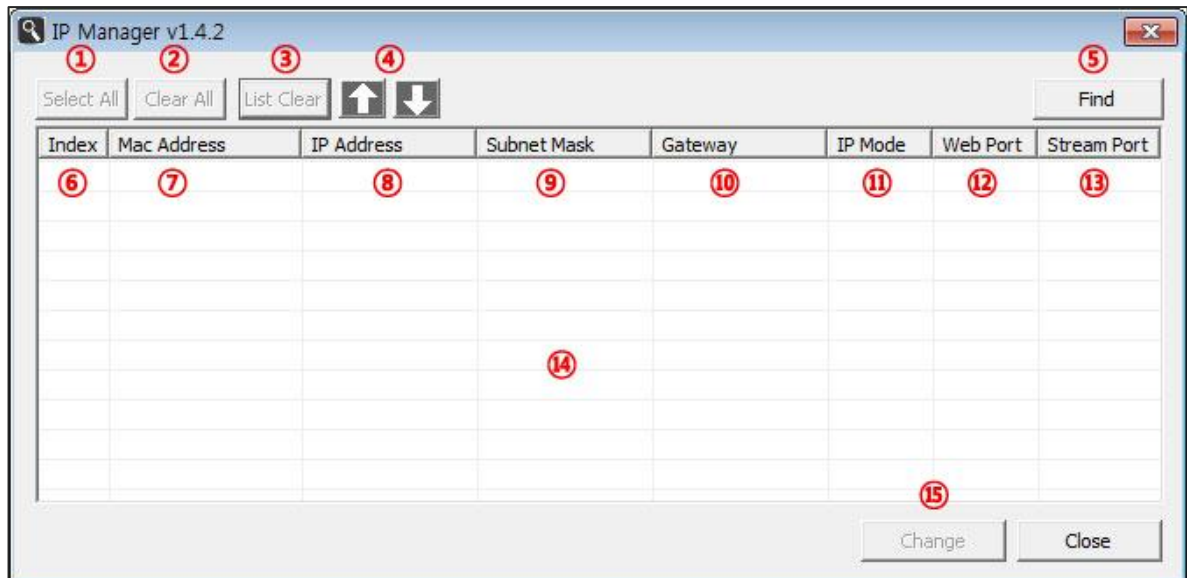 IP Manager v1.4.2
① ② ③ ④ ⑤
Select All Clear All List Clear Find
Index Mac Address IP Address Subnet Mask Gateway IP Mode Web Port Stream Port
⑥ ⑦ ⑧ ⑨ ⑩ ⑪ ⑫ ⑬
⑭
⑮
Change Close